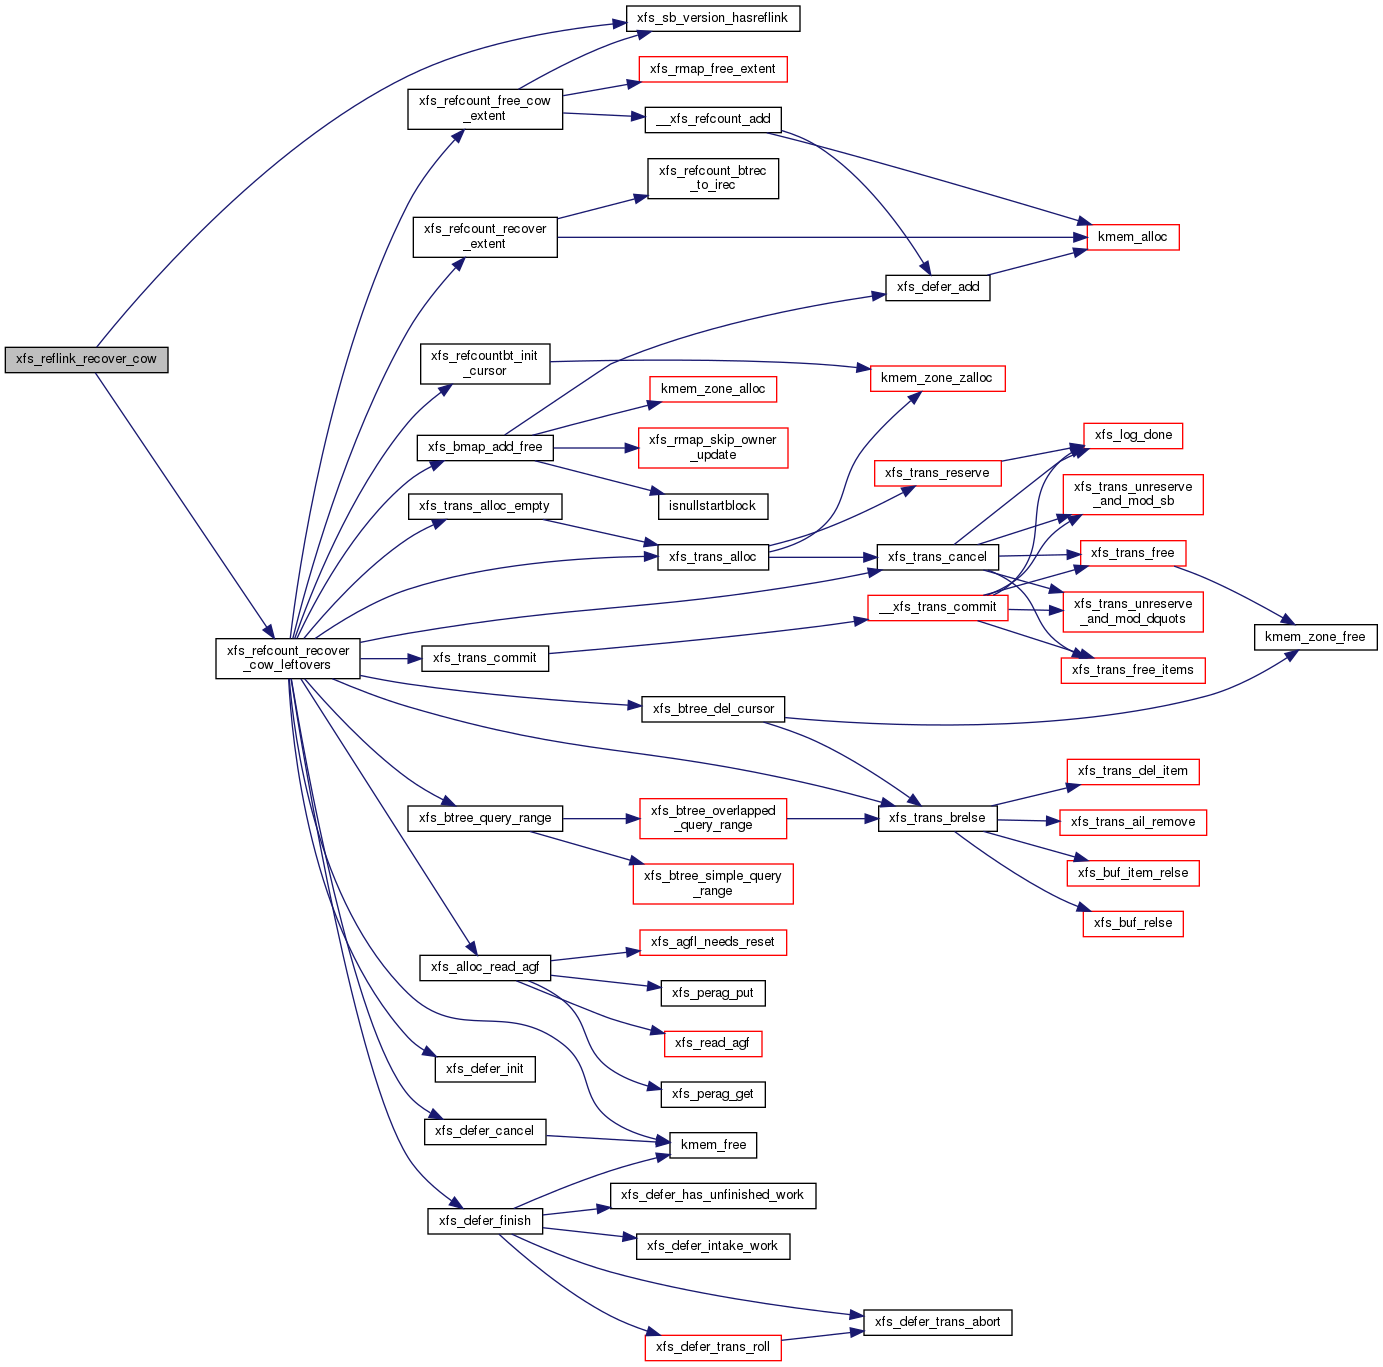 xfs_sb_version_hasreflink
xfs_rmap_free_extent
xfs_refcount_free_cow
_extent
__xfs_refcount_add
xfs_refcount_btrec
_to_irec
xfs_refcount_recover
_extent
kmem_alloc
xfs_defer_add
xfs_reflink_recover_cow
xfs_refcountbt_init
_cursor
kmem_zone_zalloc
kmem_zone_alloc
xfs_bmap_add_free
xfs_rmap_skip_owner
_update
xfs_log_done
xfs_trans_reserve
xfs_trans_unreserve
_and_mod_sb
xfs_trans_alloc_empty
isnullstartblock
xfs_trans_alloc
xfs_trans_cancel
xfs_trans_free
__xfs_trans_commit
xfs_trans_unreserve
_and_mod_dquots
kmem_zone_free
xfs_refcount_recover
_cow_leftovers
xfs_trans_commit
xfs_trans_free_items
xfs_btree_del_cursor
xfs_trans_del_item
xfs_btree_query_range
xfs_btree_overlapped
_query_range
xfs_trans_brelse
xfs_trans_ail_remove
xfs_btree_simple_query
_range
xfs_buf_item_relse
xfs_buf_relse
xfs_agfl_needs_reset
xfs_alloc_read_agf
xfs_perag_put
xfs_read_agf
xfs_defer_init
xfs_perag_get
xfs_defer_cancel
kmem_free
xfs_defer_has_unfinished_work
xfs_defer_finish
xfs_defer_intake_work
xfs_defer_trans_abort
xfs_defer_trans_roll